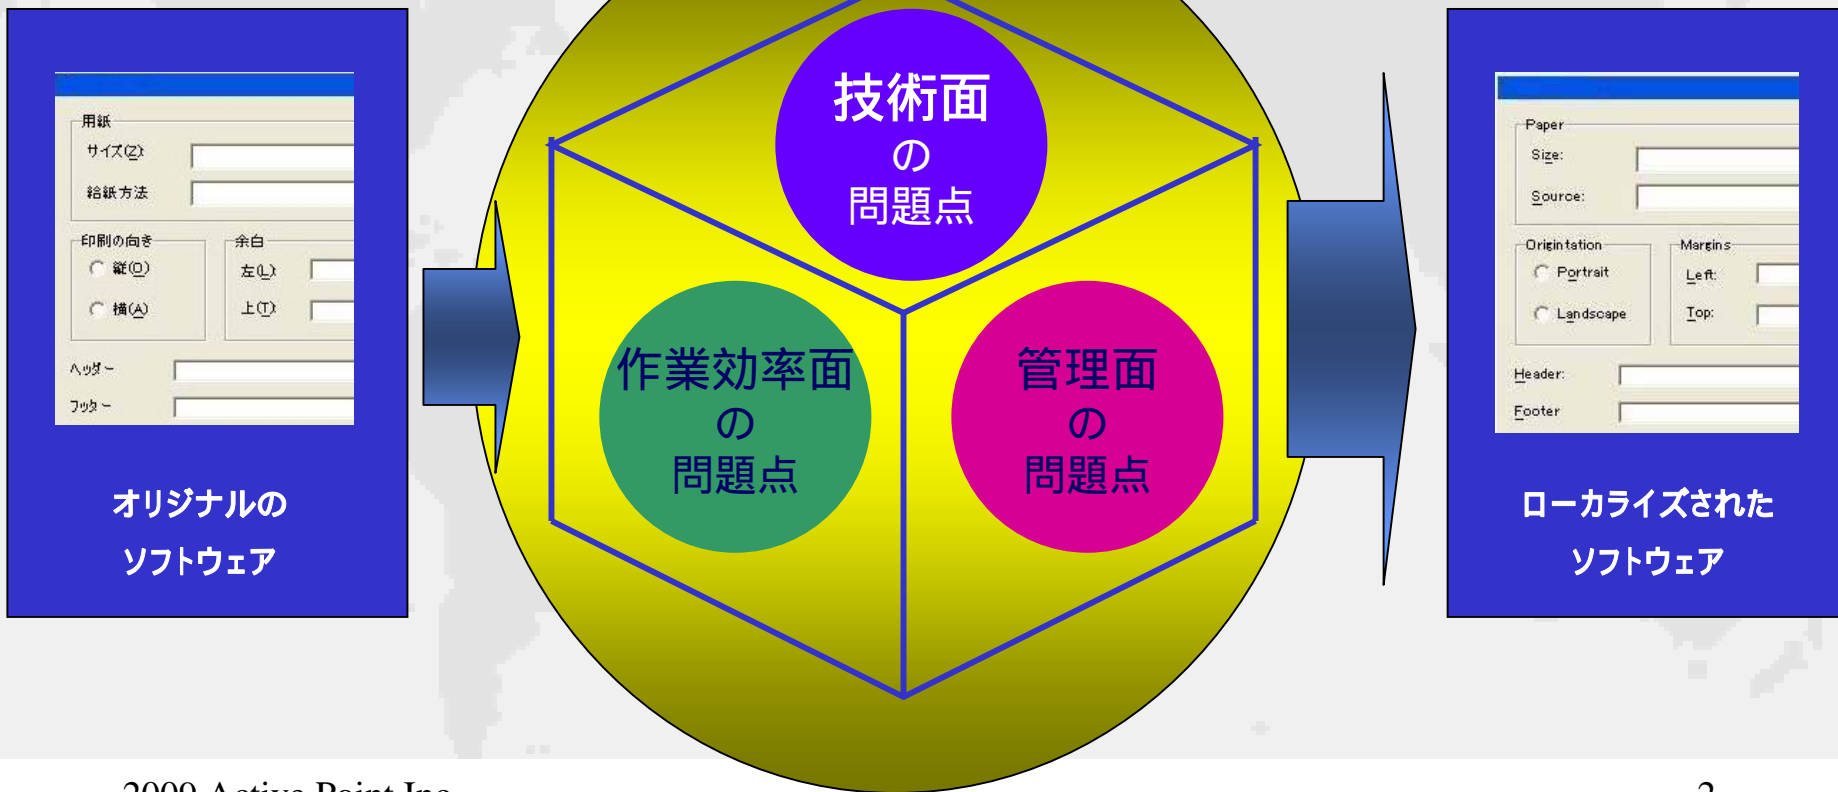 用紙
サイズ(Z):
給紙方法
印刷の向き
縦(O)
横(A)
余白
左(L):
上(T):
ヘッダー
フッター
オリジナルの
ソフトウェア
技術面
の
問題点
作業効率面
の
問題点
管理面
の
問題点
Paper
Size:
Source:
Origintation
Portrait
Landscape
Margins
Left:
Top:
Header:
Footer
ローカライズされた
ソフトウェア
2009 Active Point Inc
2